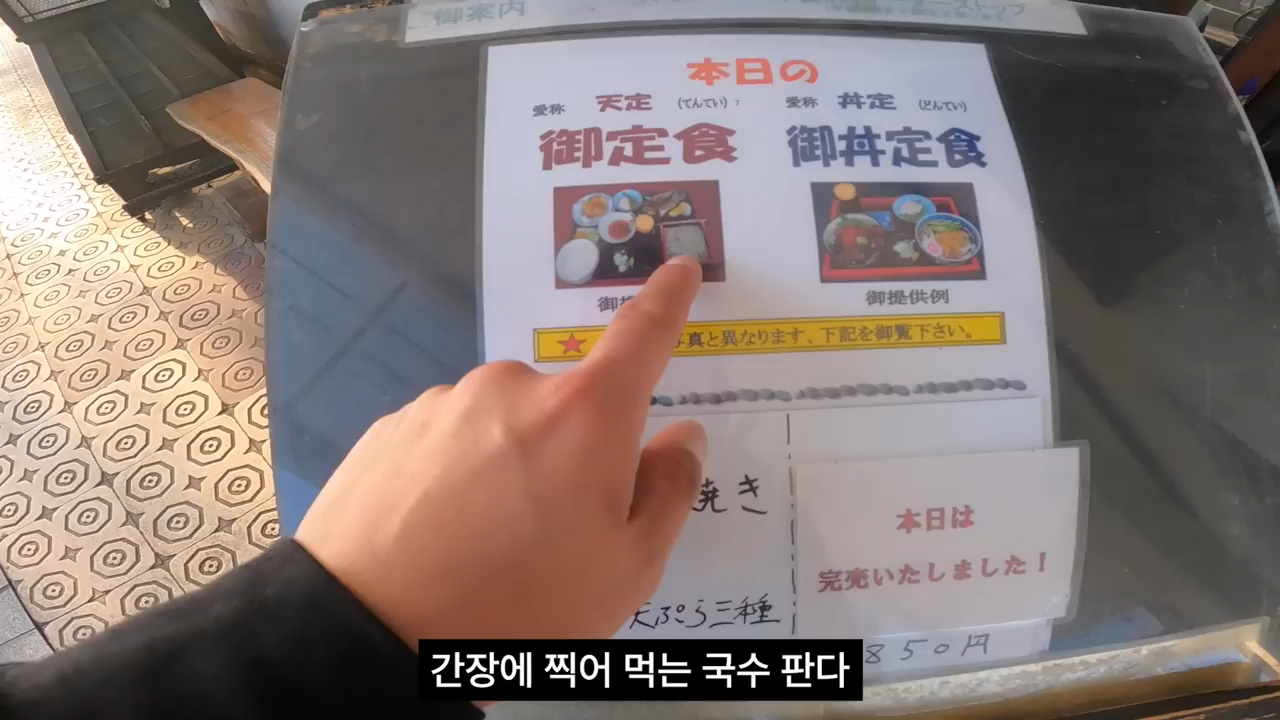 御案内
本日の
愛称 天定 (てんてい)
愛称 丼定 (どんてい)
御定食
御丼定食
御
御提供例
★ 写真と異なります、下記を御覧下さい。
焼き
天ぷら三種
本日は
完売いたしました!
850円
간장에 찍어 먹는 국수 판다